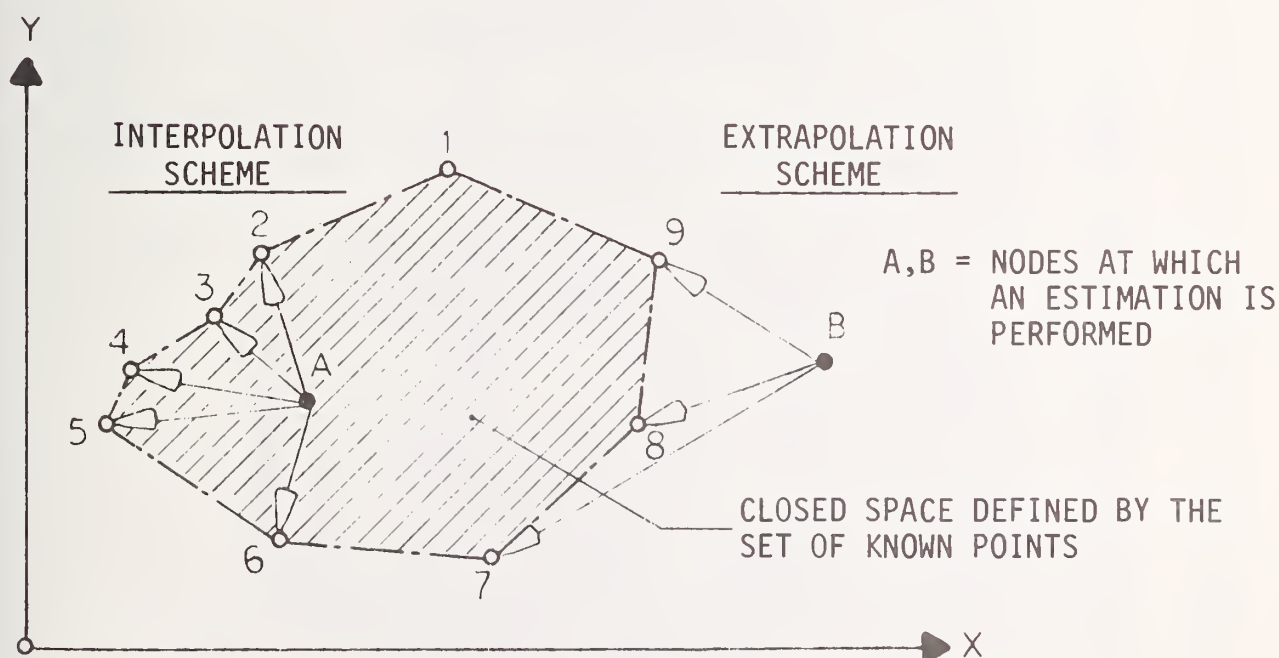 Y
INTERPOLATION
SCHEME
1
EXTRAPOLATION
SCHEME
2
9
A,B = NODES AT WHICH
AN ESTIMATION IS
PERFORMED
3
B
4
A
5
8
CLOSED SPACE DEFINED BY THE
SET OF KNOWN POINTS
6
7
X